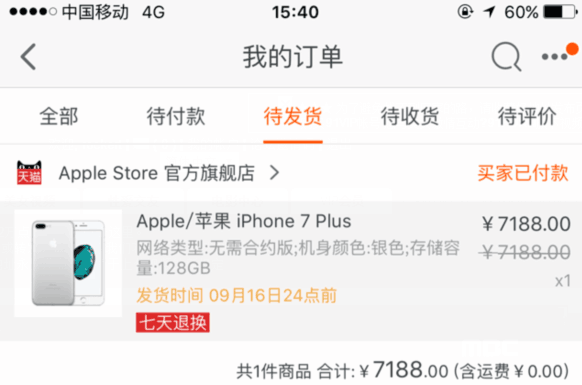 中国移动 4G 15:40 60%
我的订单
全部 待付款 待发货 待收货 待评价
天猫 Apple Store 官方旗舰店 买家已付款
Apple/苹果 iPhone 7 Plus ¥7188.00
网络类型:无需合约版;机身颜色:银色;存储容 ¥7188.00
量:128GB x1
发货时间 09月16日24点前
七天退换
共1件商品 合计:¥7188.00 (含运费¥0.00)